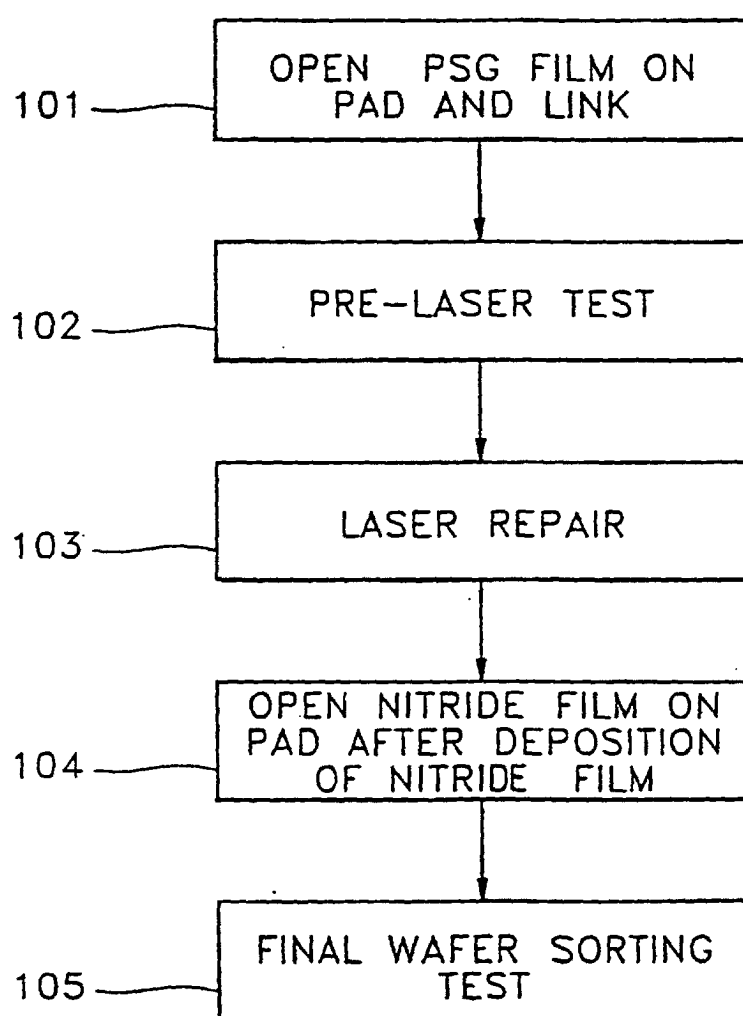 OPEN PSG FILM ON
PAD AND LINK
101
PRE-LASER TEST
102
LASER REPAIR
103
OPEN NITRIDE FILM ON
PAD AFTER DEPOSITION
OF NITRIDE FILM
104
FINAL WAFER SORTING
TEST
105